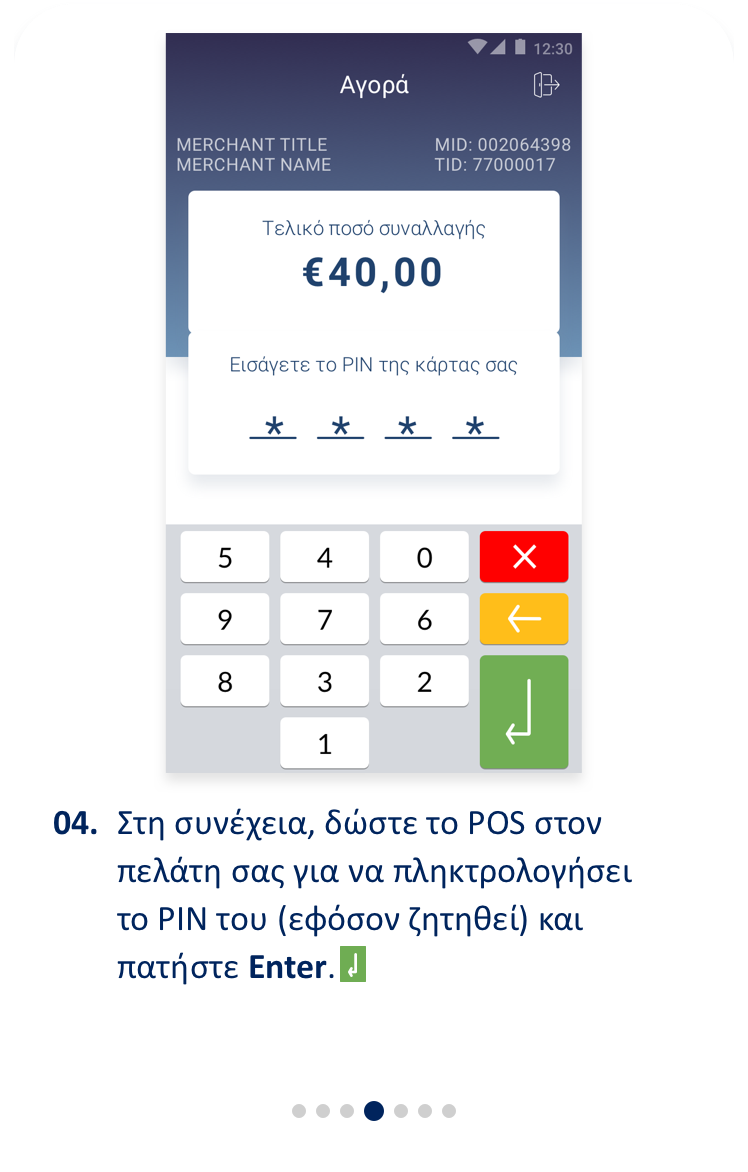 12:30
Αγορά
MERCHANT TITLE MID: 002064398
MERCHANT NAME TID: 77000017
Τελικό ποσό συναλλαγής
€40,00
Εισάγετε το PIN της κάρτας σας
* * * *
5 4 0
9 7 6
8 3 2
1
04. Στη συνέχεια, δώστε το POS στον
πελάτη σας για να πληκτρολογήσει
το PIN του (εφόσον ζητηθεί) και
πατήστε Enter.